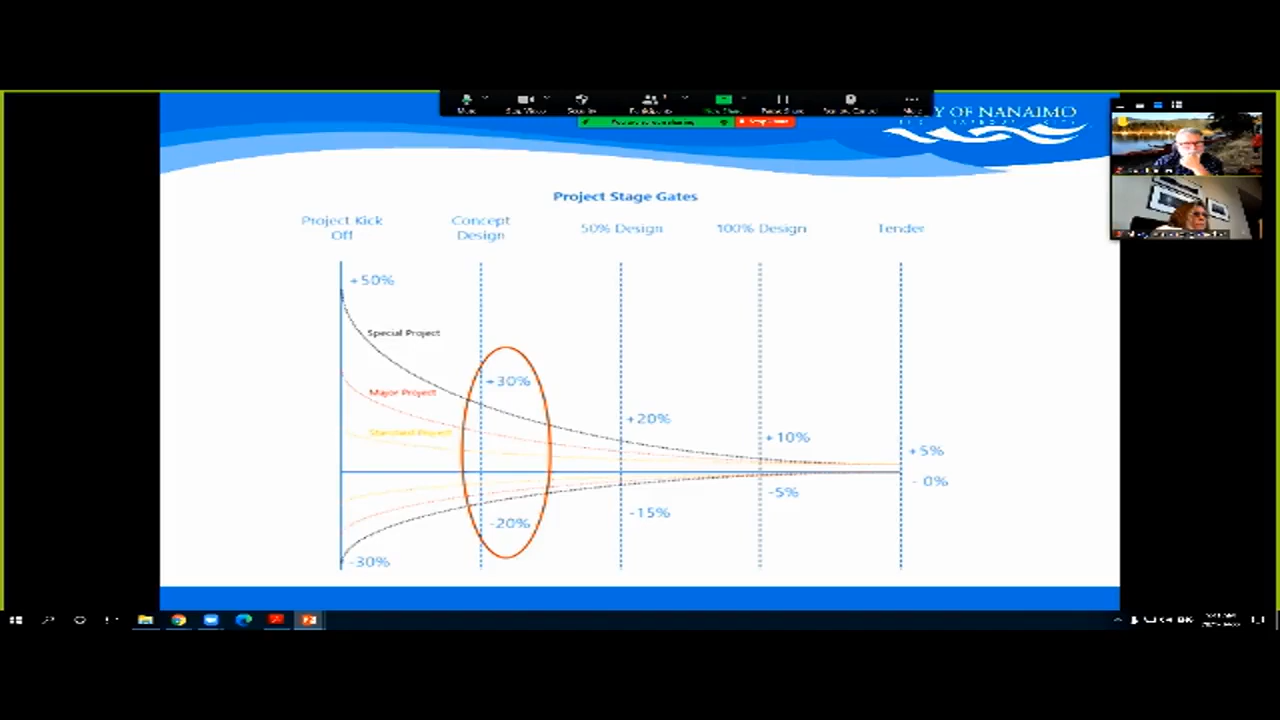 Y OF NANAIMO
Project Stage Gates
Project Kick
Off
Concept
Design
50% Design
100% Design
Tender
+50%
Special Project
+30%
Major Project
+20%
Standard Project
+10%
+5%
- 0%
-5%
-15%
-20%
-30%